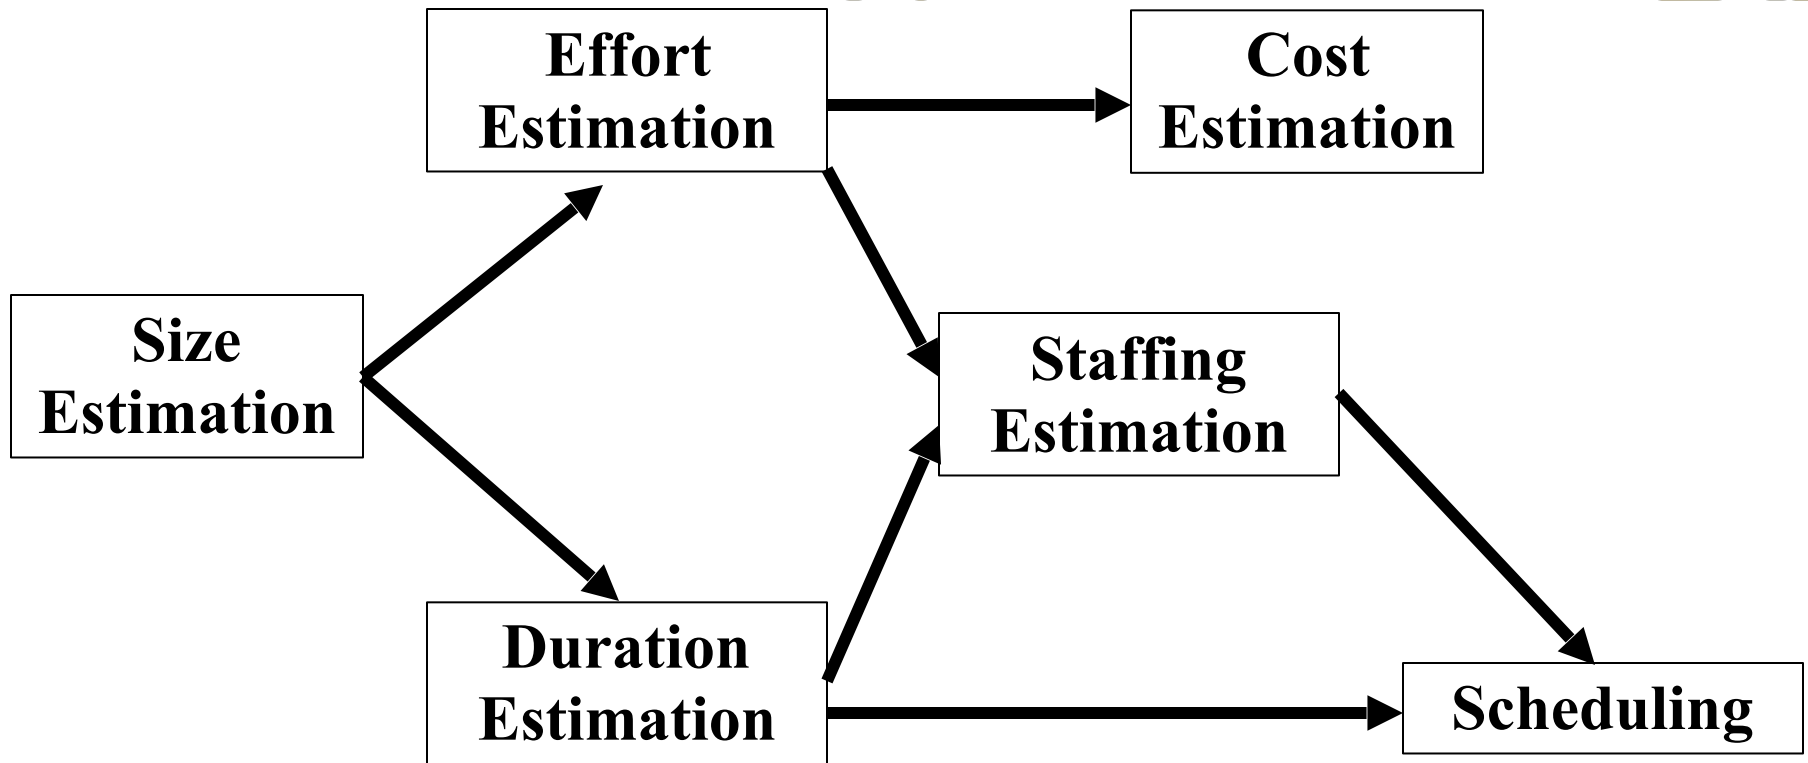 Effort
Estimation
Cost
Estimation
Size
Estimation
Staffing
Estimation
Duration
Estimation
Scheduling